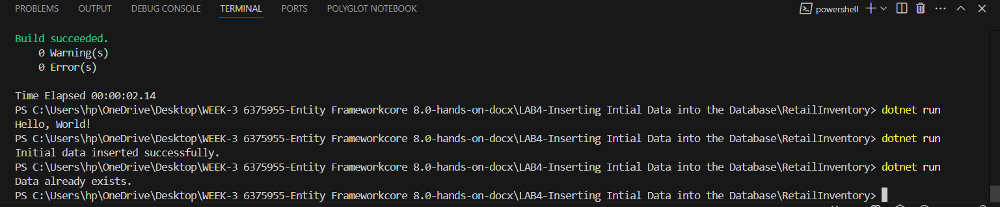 PROBLEMS OUTPUT DEBUG CONSOLE TERMINAL PORTS POLYGLOT NOTEBOOK powershell
Build succeeded.
0 Warning(s)
0 Error(s)
Time Elapsed 00:00:02.14
PS C:\Users\hp\OneDrive\Desktop\WEEK-3 6375955-Entity Frameworkcore 8.0-hands-on-docx\LAB4-Inserting Intial Data into the Database\RetailInventory> dotnet run
Hello, World!
PS C:\Users\hp\OneDrive\Desktop\WEEK-3 6375955-Entity Frameworkcore 8.0-hands-on-docx\LAB4-Inserting Intial Data into the Database\RetailInventory> dotnet run
Initial data inserted successfully.
PS C:\Users\hp\OneDrive\Desktop\WEEK-3 6375955-Entity Frameworkcore 8.0-hands-on-docx\LAB4-Inserting Intial Data into the Database\RetailInventory> dotnet run
Data already exists.
PS C:\Users\hp\OneDrive\Desktop\WEEK-3 6375955-Entity Frameworkcore 8.0-hands-on-docx\LAB4-Inserting Intial Data into the Database\RetailInventory>